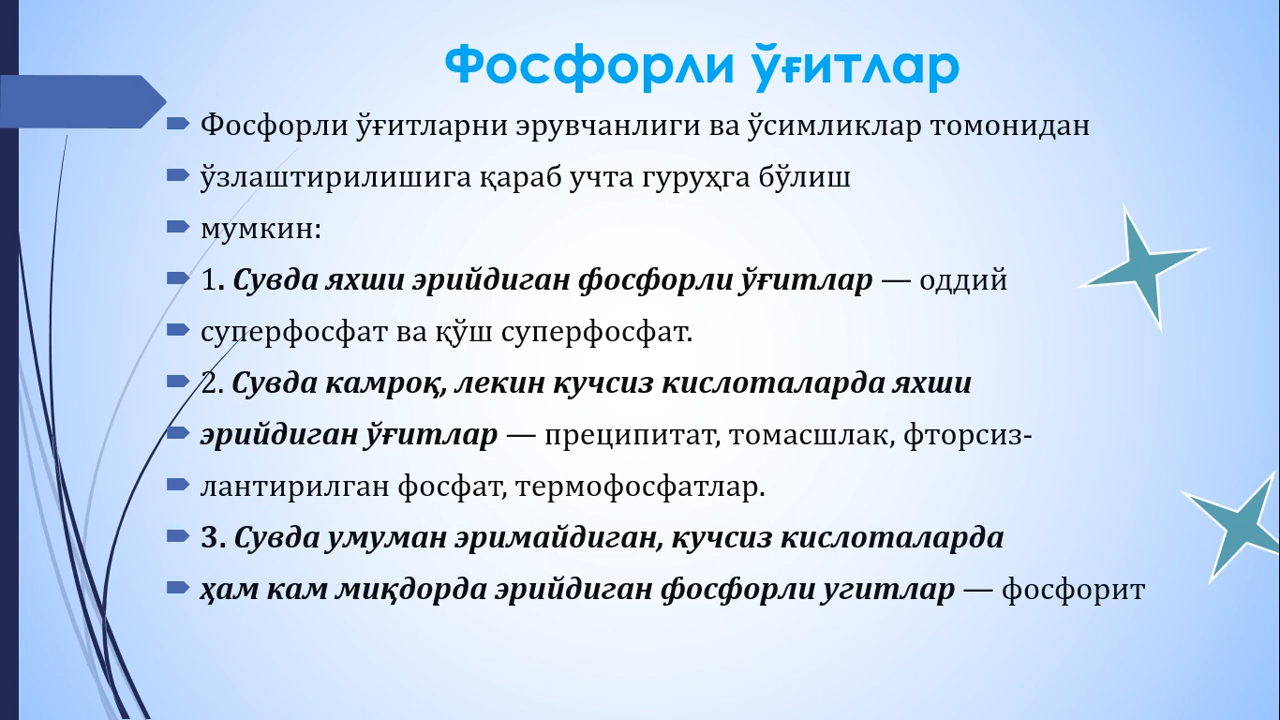 Фосфорли ўғитлар
Фосфорли ўғитларни эрувчанлиги ва ўсимликлар томонидан
ўзлаштирилишига қараб учта гуруҳга бўлиш
мумкин:
1. Сувда яхши эрийдиган фосфорли ўғитлар — оддий
суперфосфат ва қўш суперфосфат.
2. Сувда камроқ, лекин кучсиз кислоталарда яхши
эрийдиган ўғитлар — преципитат, томасшлак, фторсиз-
лантирилган фосфат, термофосфатлар.
3. Сувда умуман эримайдиган, кучсиз кислоталарда
ҳам кам миқдорда эрийдиган фосфорли угитлар — фосфорит